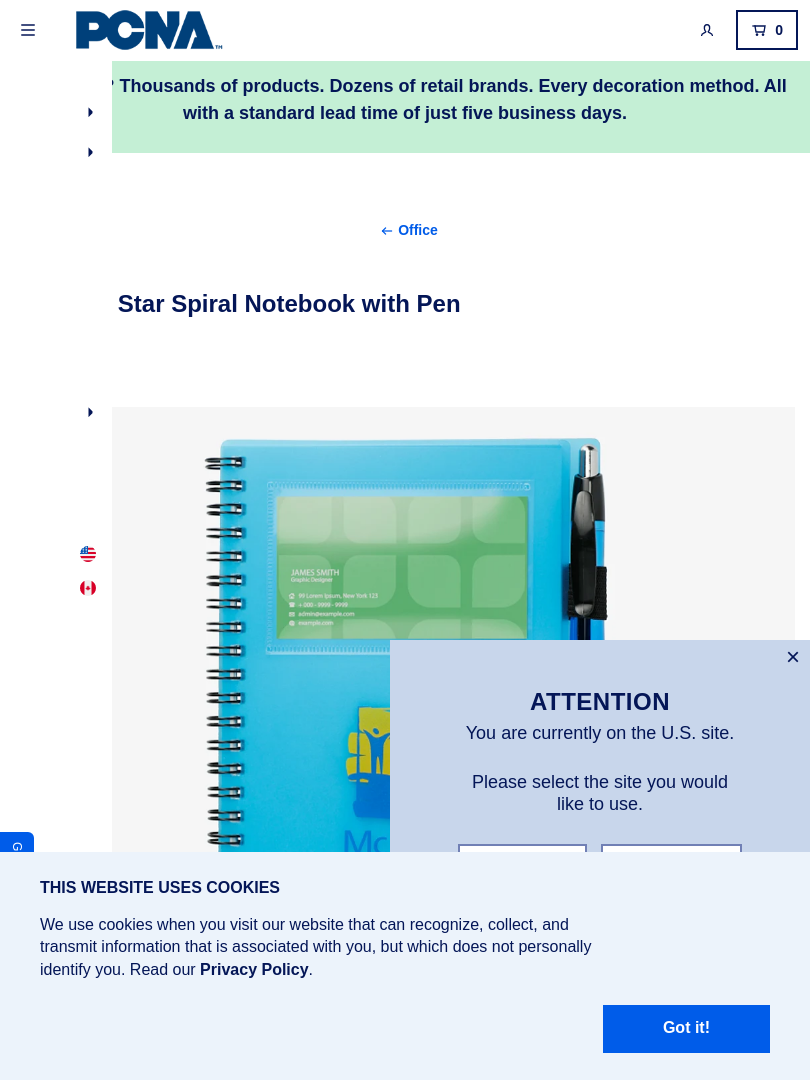 PCNA
TM
0
? Thousands of products. Dozens of retail brands. Every decoration method. All
with a standard lead time of just five business days.
← Office
Star Spiral Notebook with Pen
JAMES SMITH
Graphic Designer
99 Lorem Ipsum, New York 123
+ 000 - 9999 - 9999
admin@example.com
example.com
Mc
ATTENTION
You are currently on the U.S. site.
Please select the site you would
like to use.
G
THIS WEBSITE USES COOKIES
We use cookies when you visit our website that can recognize, collect, and
transmit information that is associated with you, but which does not personally
identify you. Read our Privacy Policy.
Got it!